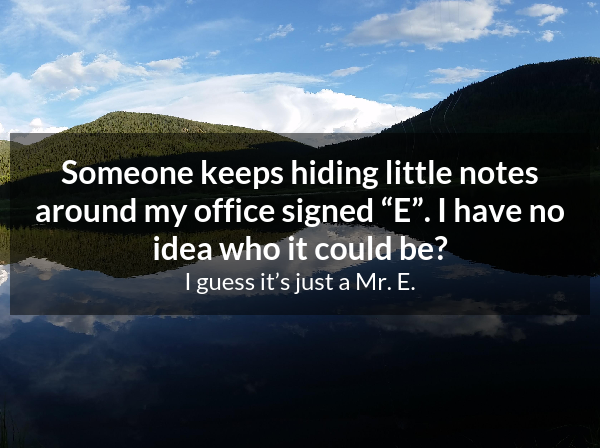 Someone keeps hiding little notes
around my office signed “E”. I have no
idea who it could be?
I guess it’s just a Mr. E.